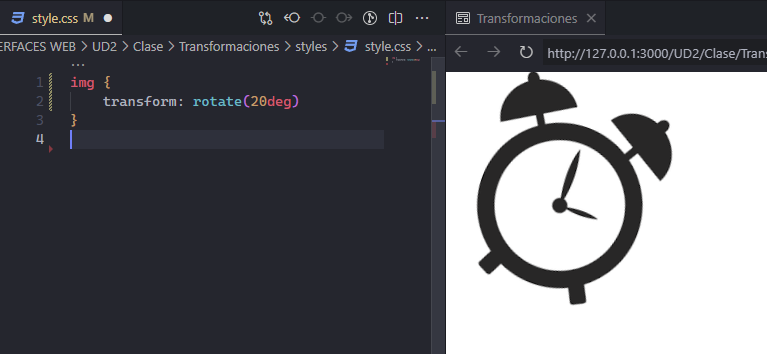 style.css M
Transformaciones
ERFACES WEB > UD2 > Clase > Transformaciones > styles > style.css > ...
http://127.0.0.1:3000/UD2/Clase/Tran
...
1 img {
2 transform: rotate(20deg)
3 }
4